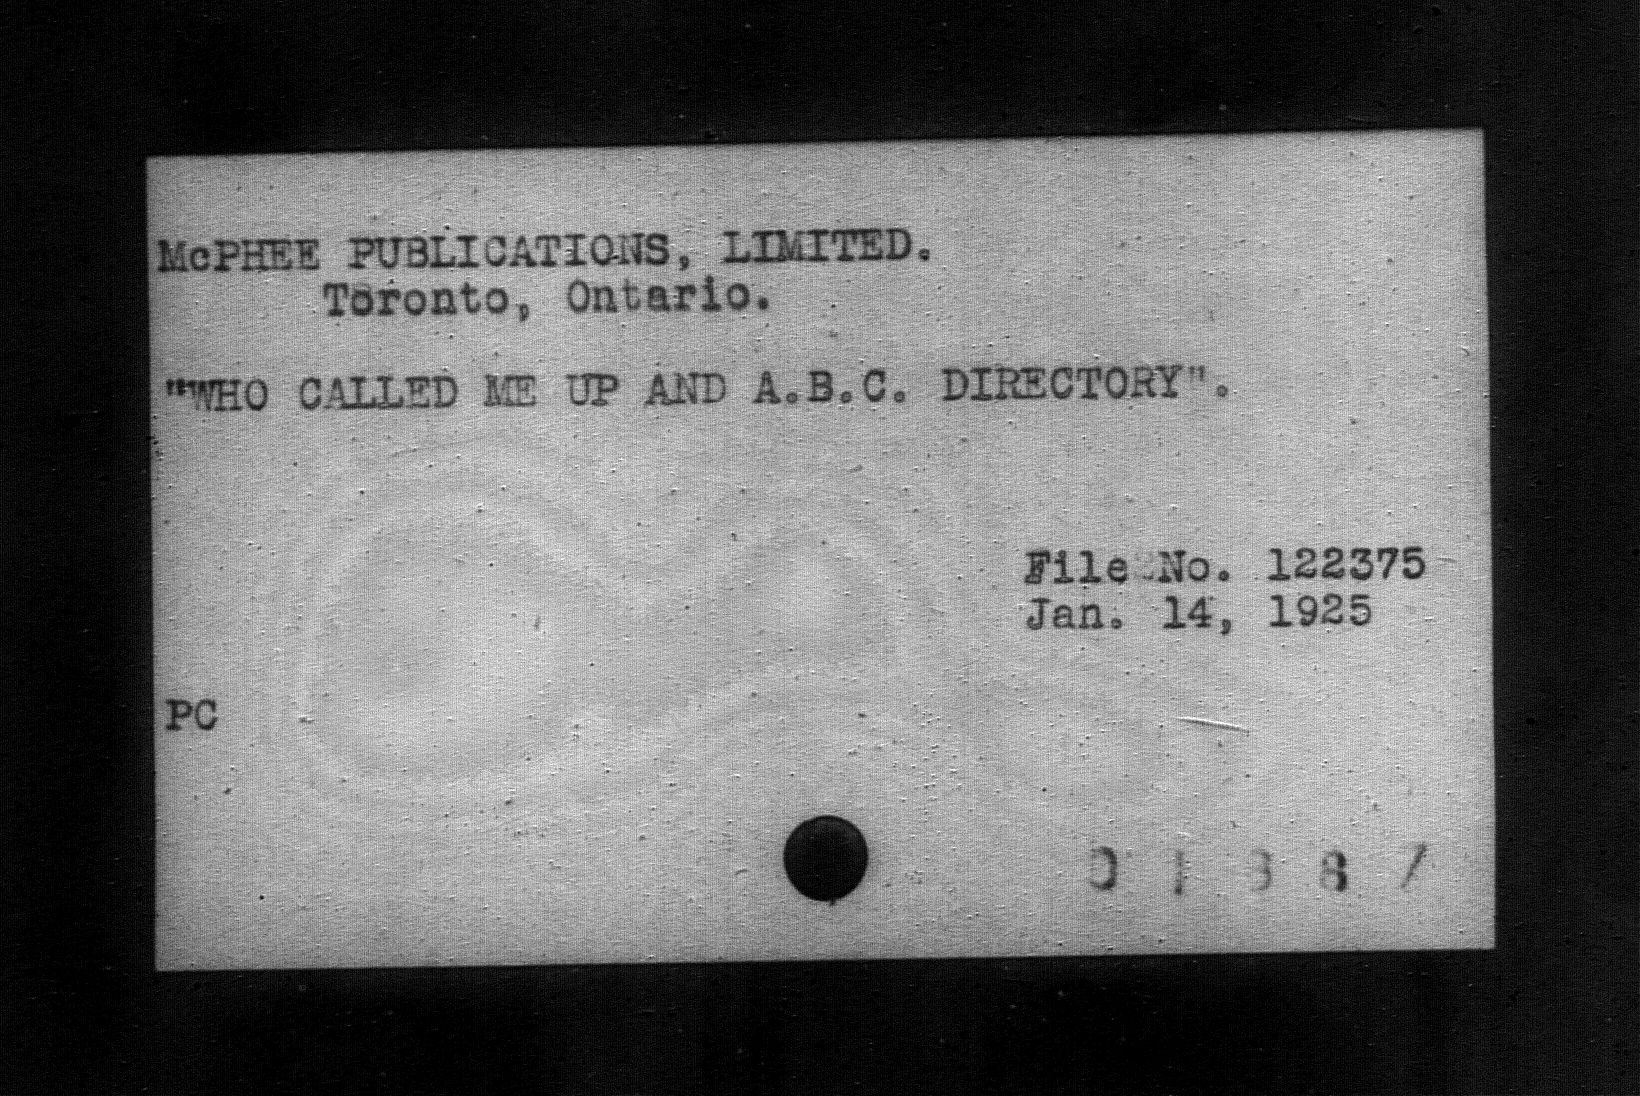 McPHEE PUBLICATIONS, LIMITED.
Toronto, Ontario.
"WHO CALLED ME UP AND A.B.C. DIRECTORY".
File No. 122375
Jan. 14, 1925
PC